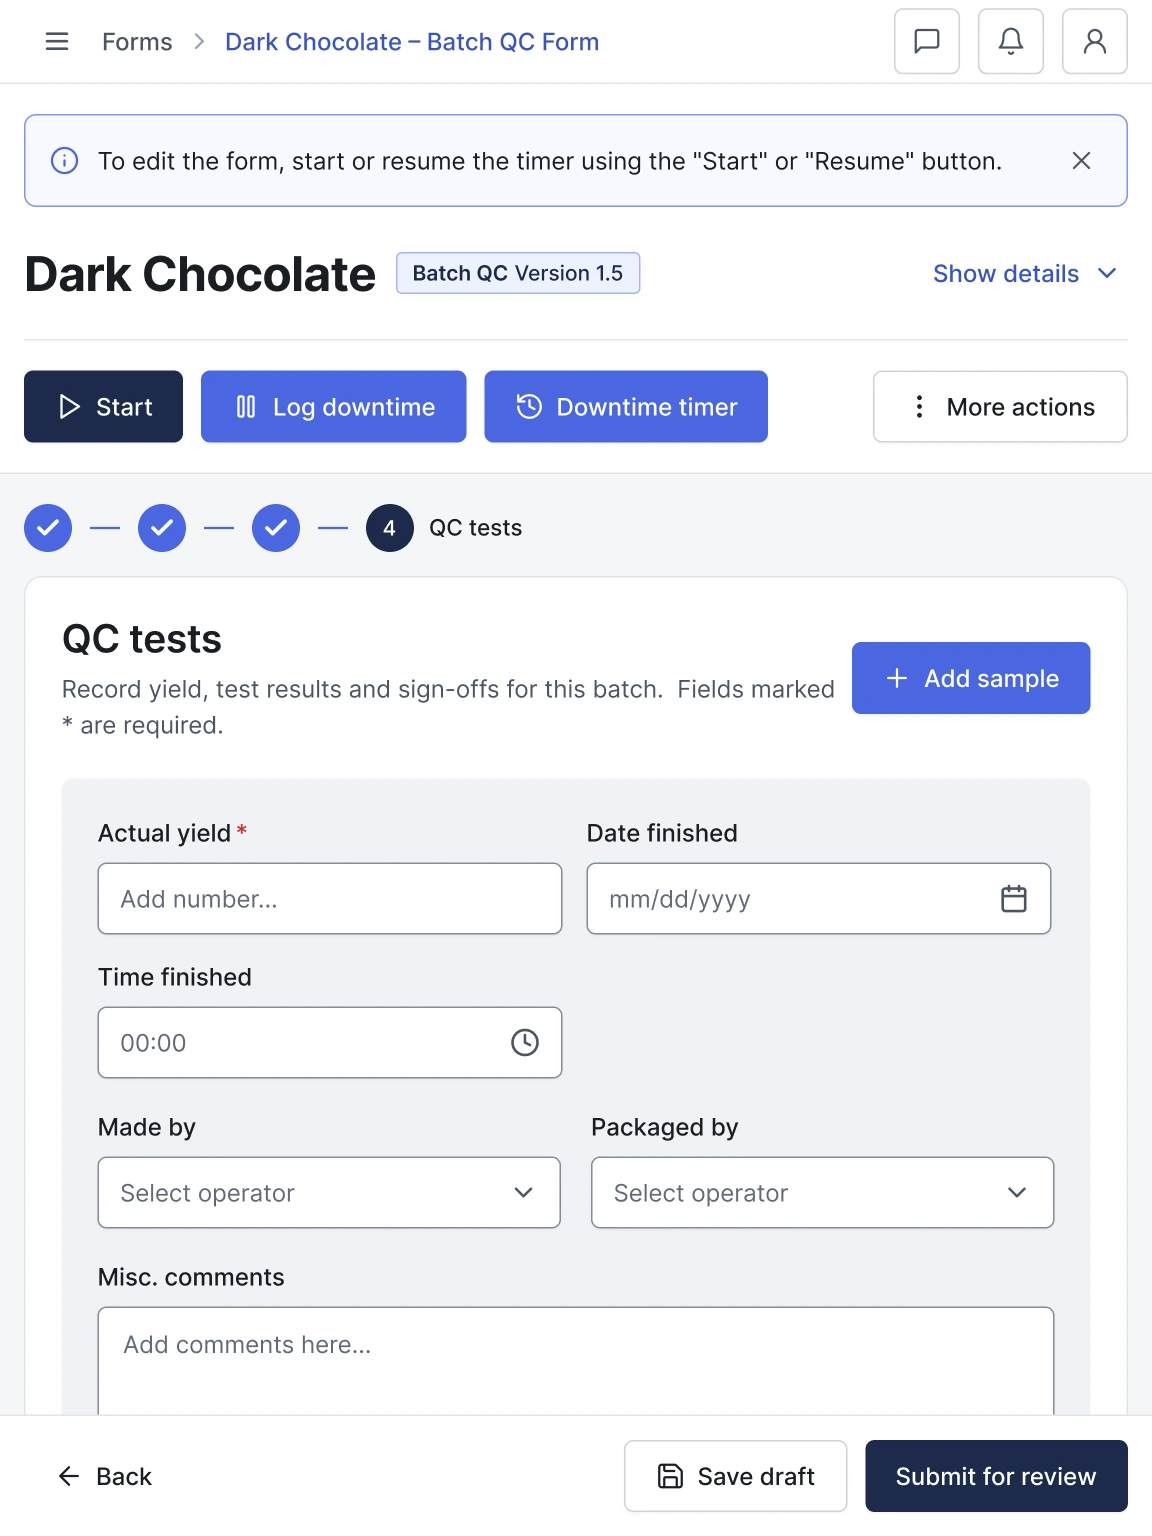 Forms
Dark Chocolate – Batch QC Form
To edit the form, start or resume the timer using the "Start" or "Resume" button.
Dark Chocolate
Batch QC Version 1.5
Show details
Start
Log downtime
Downtime timer
More actions
4
QC tests
QC tests
Record yield, test results and sign-offs for this batch. Fields marked
* are required.
Add sample
Actual yield *
Date finished
Add number...
mm/dd/yyyy
Time finished
00:00
Made by
Packaged by
Select operator
Select operator
Misc. comments
Add comments here...
Back
Save draft
Submit for review